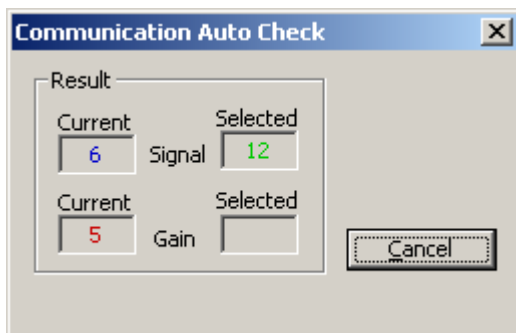 Communication Auto Check
Result
Current Selected
6 Signal 12
Current Selected
5 Gain
Cancel